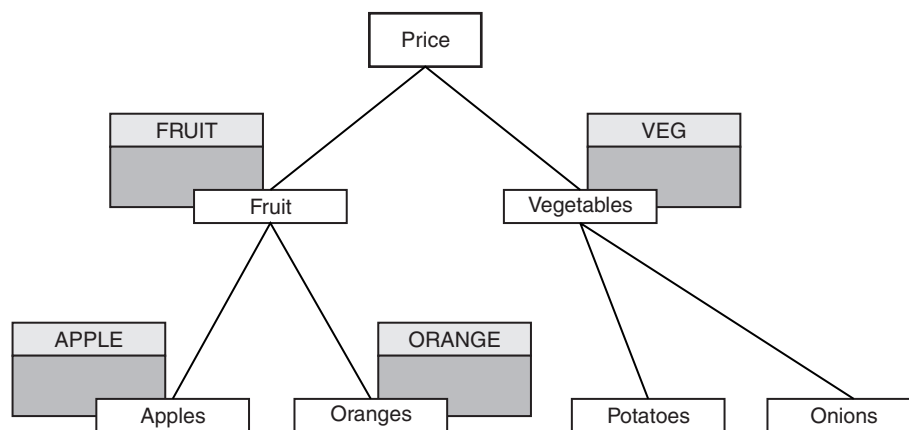 Price
FRUIT
VEG
Fruit
Vegetables
APPLE
ORANGE
Apples
Oranges
Potatoes
Onions